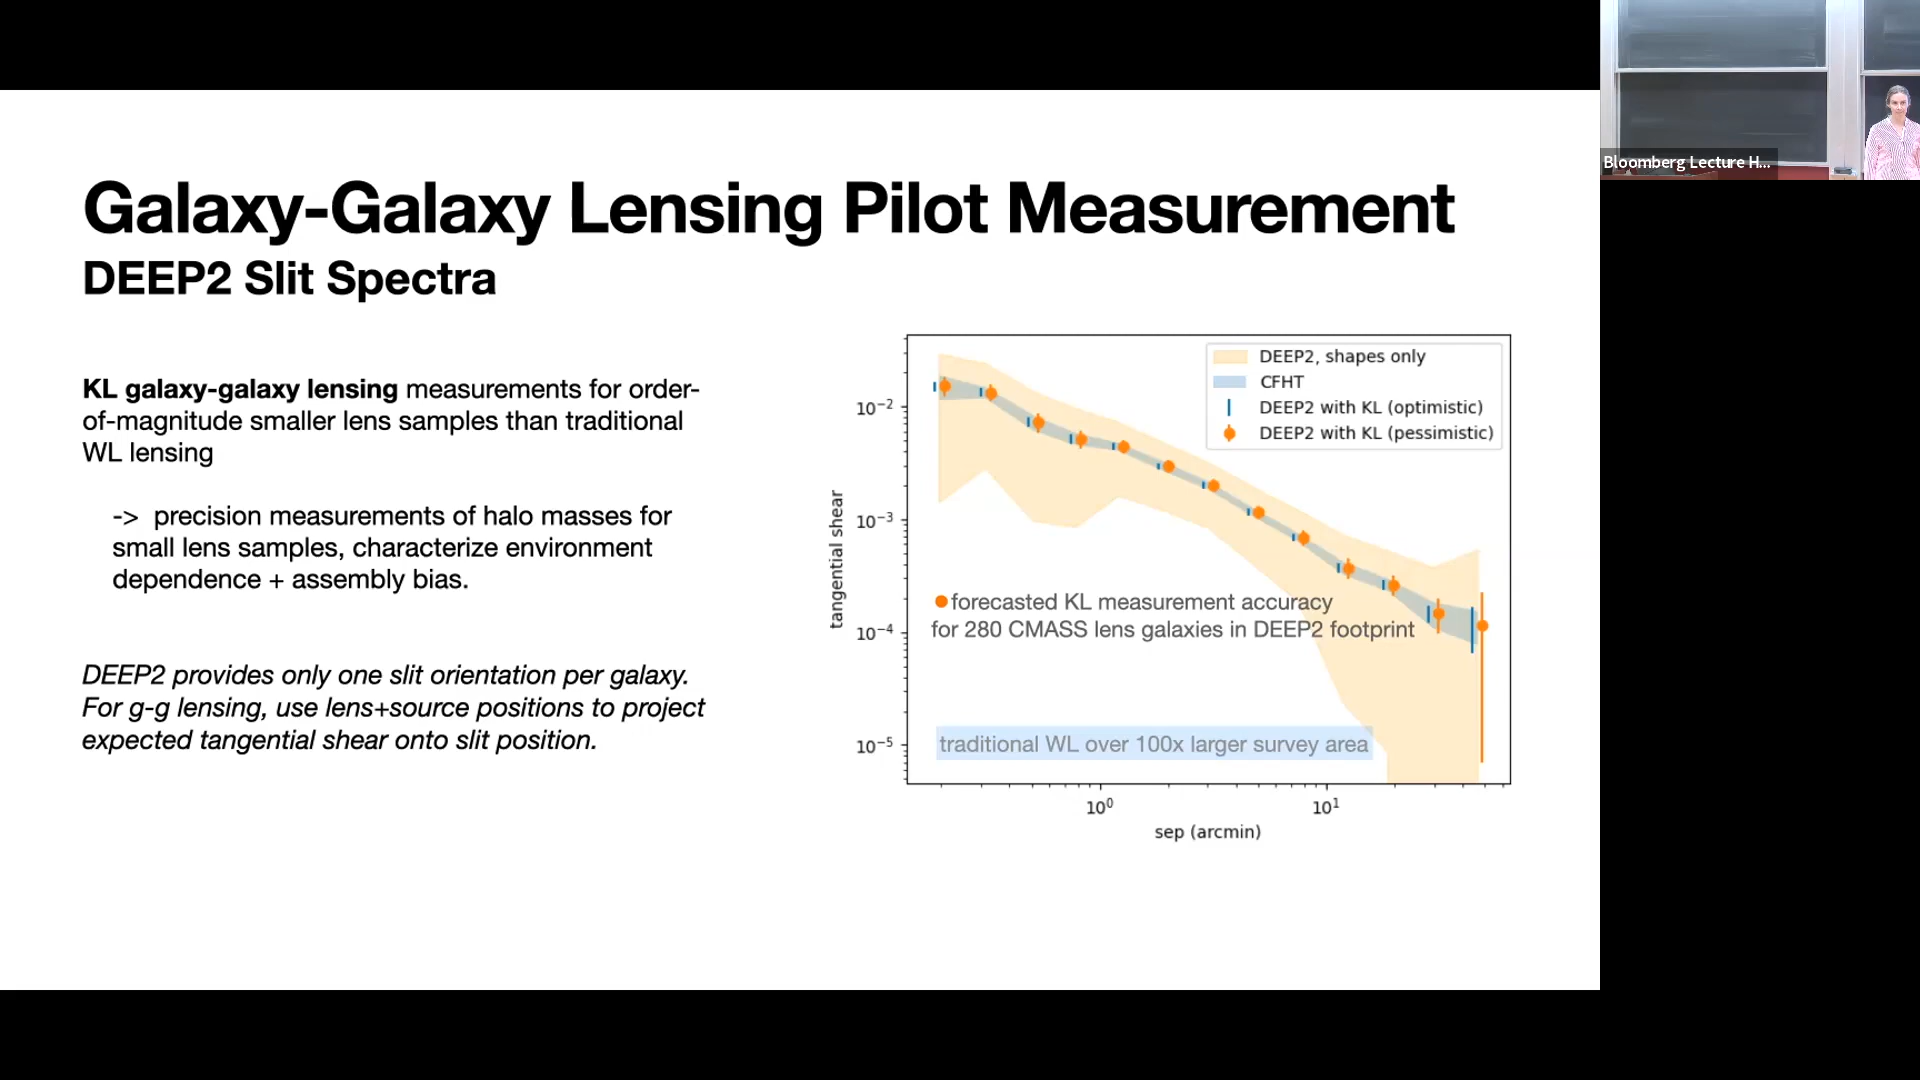 Bloomberg Lecture H...
Galaxy-Galaxy Lensing Pilot Measurement
DEEP2 Slit Spectra
KL galaxy-galaxy lensing measurements for order-
of-magnitude smaller lens samples than traditional
WL lensing
-> precision measurements of halo masses for
small lens samples, characterize environment
dependence + assembly bias.
DEEP2 provides only one slit orientation per galaxy.
For g-g lensing, use lens+source positions to project
expected tangential shear onto slit position.
DEEP2, shapes only
CFHT
DEEP2 with KL (optimistic)
DEEP2 with KL (pessimistic)
tangential shear
10⁻²
10⁻³
10⁻⁴
10⁻⁵
forecasted KL measurement accuracy
for 280 CMASS lens galaxies in DEEP2 footprint
traditional WL over 100x larger survey area
10⁰
10¹
sep (arcmin)